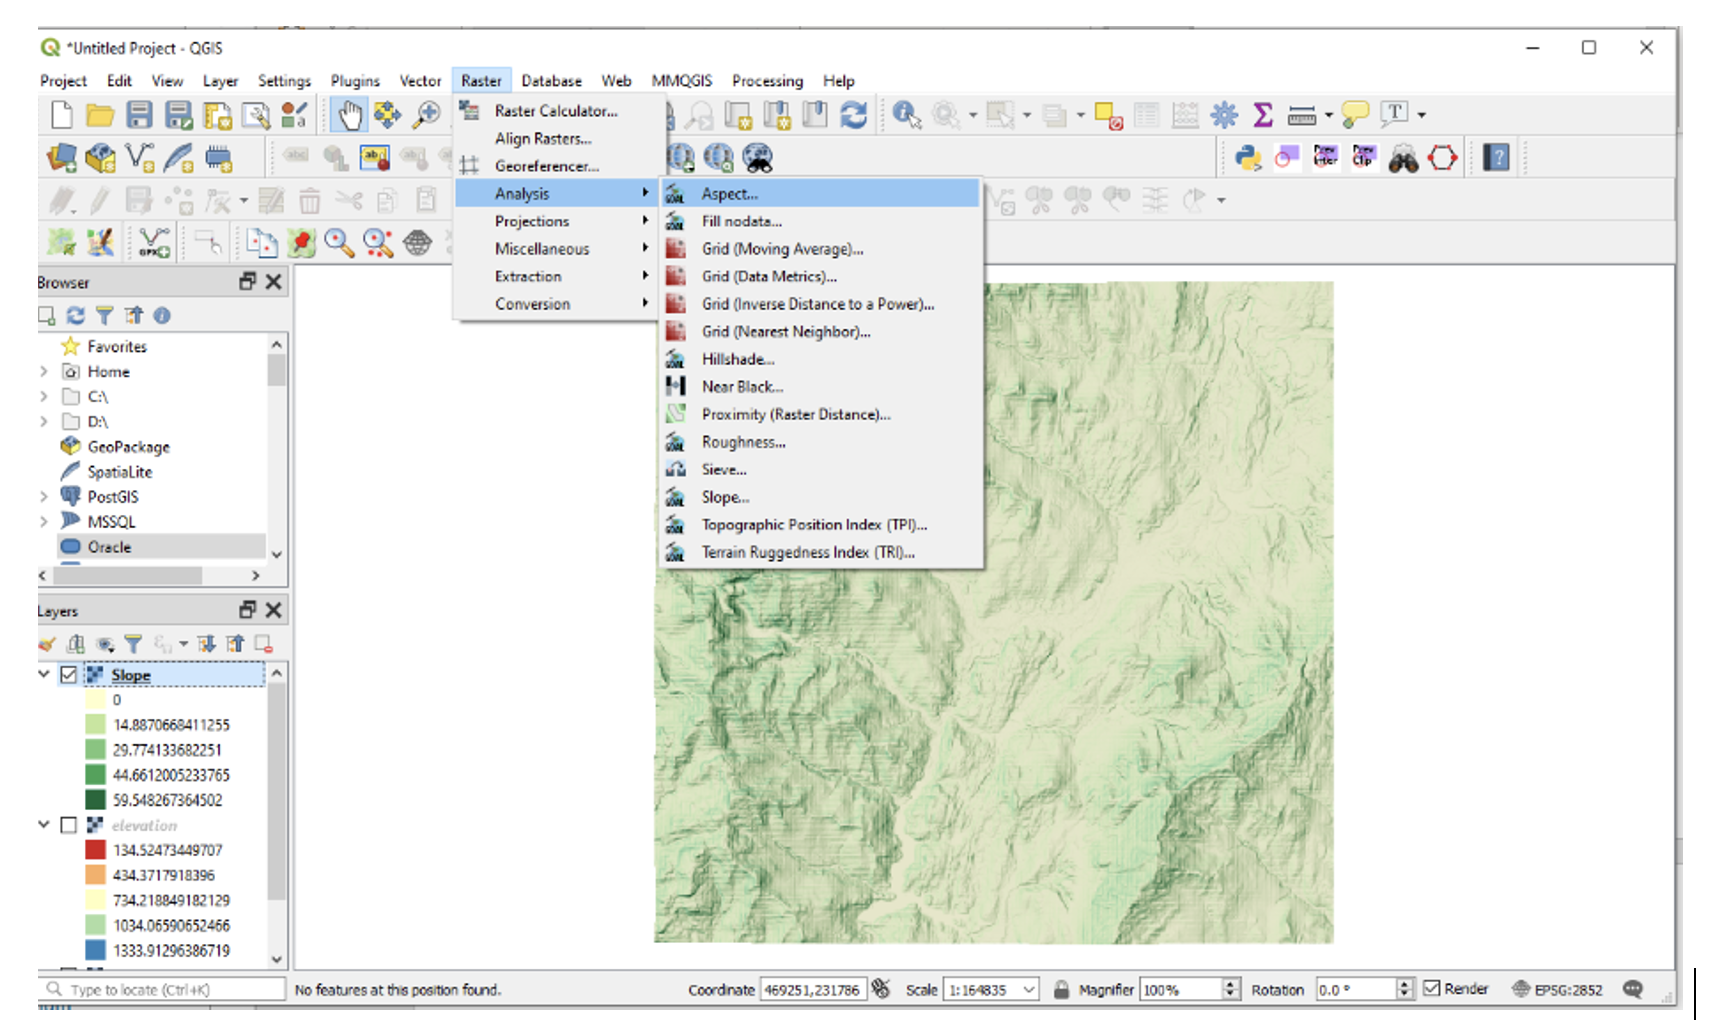 *Untitled Project - QGIS
Project Edit View Layer Settings Plugins Vector Raster Database Web MMQGIS Processing Help
Raster Calculator...
Align Rasters...
Georeferencer...
Analysis
Projections
Miscellaneous
Extraction
Conversion
Aspect...
Fill nodata...
Grid (Moving Average)...
Grid (Data Metrics)...
Grid (Inverse Distance to a Power)...
Grid (Nearest Neighbor)...
Hillshade...
Near Black...
Proximity (Raster Distance)...
Roughness...
Sieve...
Slope...
Topographic Position Index (TPI)...
Terrain Ruggedness Index (TRI)...
Browser
Favorites
Home
C:\
D:\
GeoPackage
SpatiaLite
PostGIS
MSSQL
Oracle
Layers
Slope
0
14.8870668411255
29.774133682251
44.6612005233765
59.548267364502
elevation
134.52473449707
434.3717918396
734.218849182129
1034.06590652466
1333.91296386719
Type to locate (Ctrl+K) No features at this position found. Coordinate 469251,231786 Scale 1:164835 Magnifier 100% Rotation 0.0 ° Render EPSG:2852